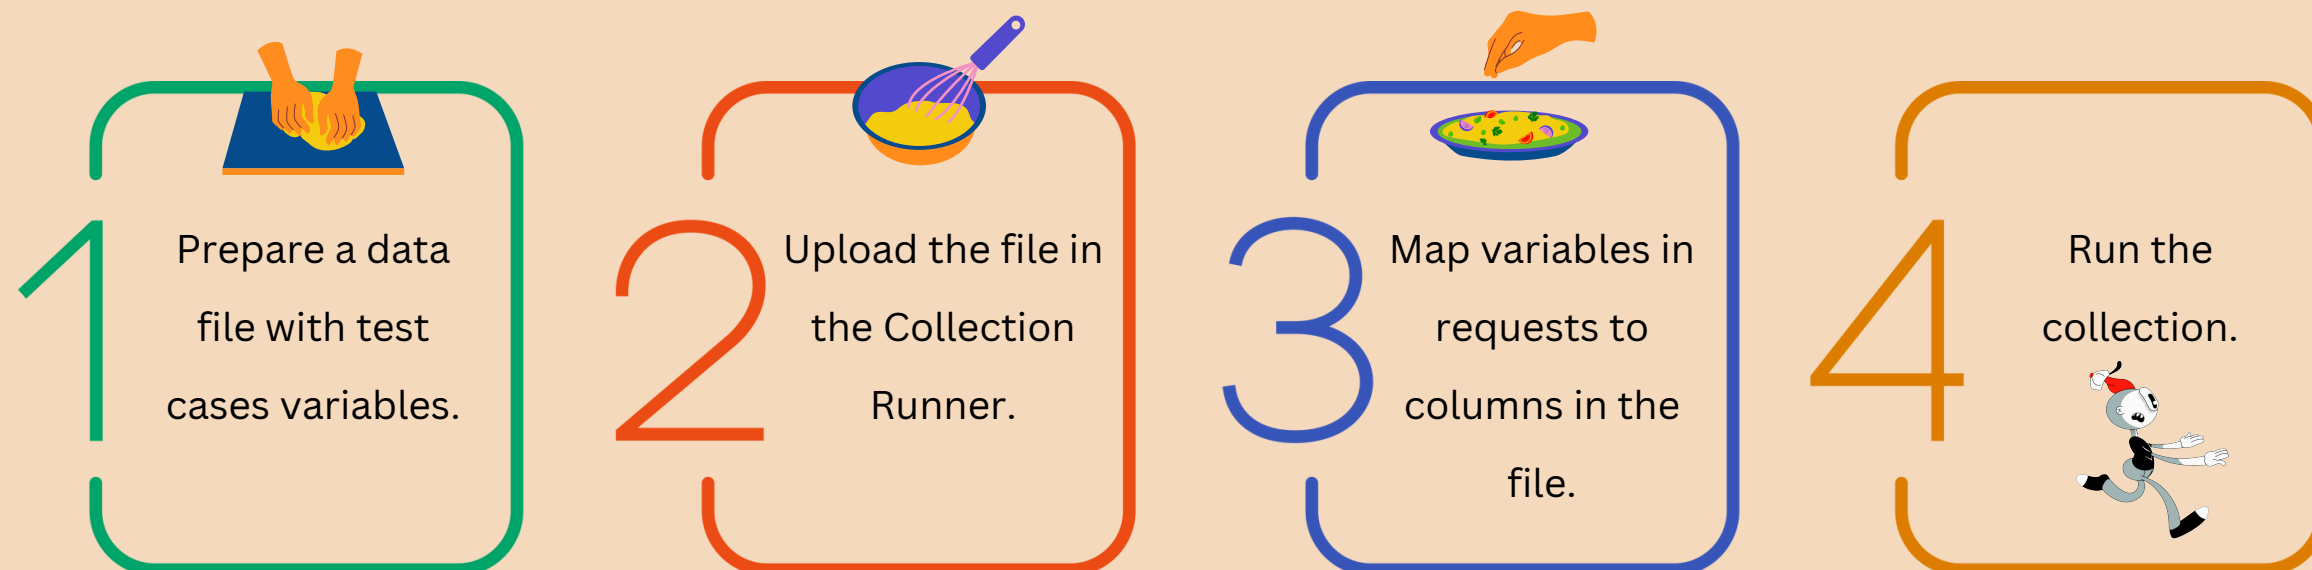 1
Prepare a data
file with test
cases variables.
2
Upload the file in
the Collection
Runner.
3
Map variables in
requests to
columns in the
file.
4
Run the
collection.